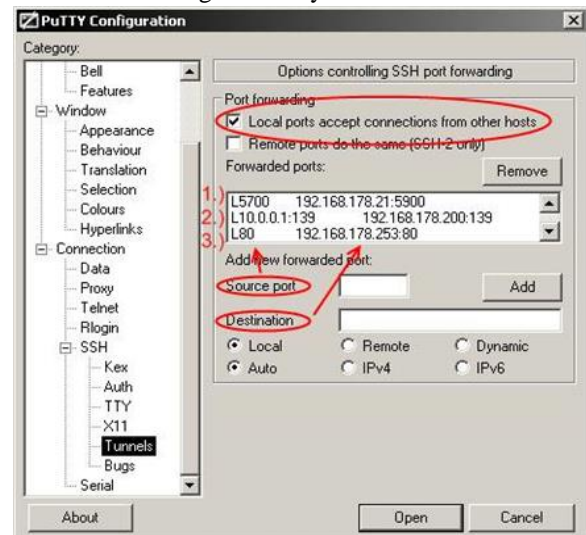 PuTTY Configuration
Category:
Bell
Features
Window
Appearance
Behaviour
Translation
Selection
Colours
Hyperlinks
Connection
Data
Proxy
Telnet
Rlogin
SSH
Kex
Auth
TTY
X11
Tunnels
Bugs
Serial
Options controlling SSH port forwarding
Port forwarding
Local ports accept connections from other hosts
Remote ports do the same (SSH-2 only)
Forwarded ports:
Remove
1.) L5700 192.168.178.21:5900
2.) L10.0.0.1:139 192.168.178.200:139
3.) L80 192.168.178.253:80
Add new forwarded port:
Source port
Add
Destination
Local Remote Dynamic
Auto IPv4 IPv6
About Open Cancel